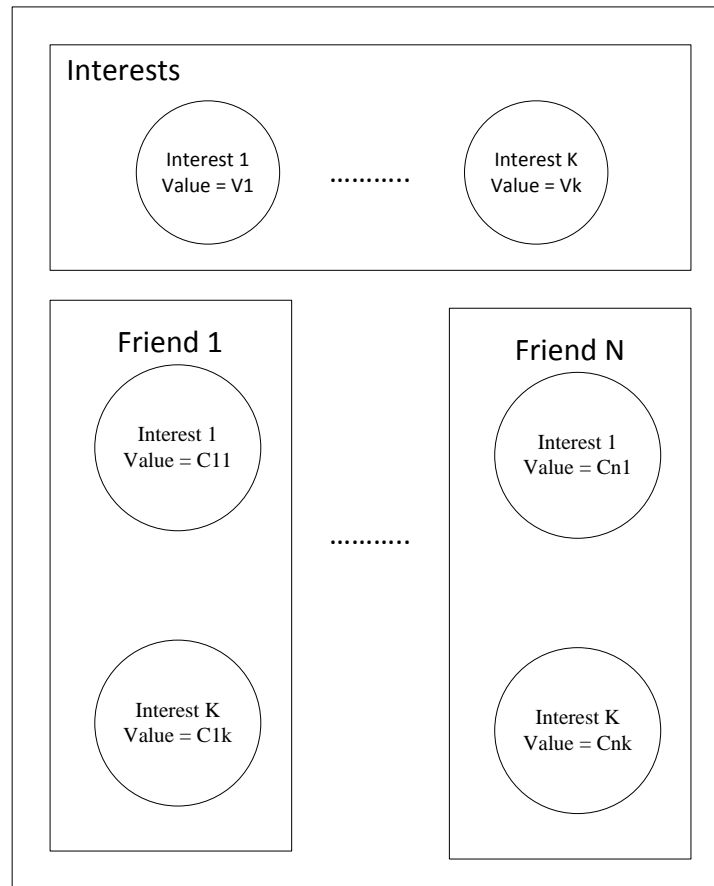 Interests
Interest 1
Value = V1
………..
Interest K
Value = Vk
Friend 1
Interest 1
Value = C11
Interest K
Value = C1k
………..
Friend N
Interest 1
Value = Cn1
Interest K
Value = Cnk